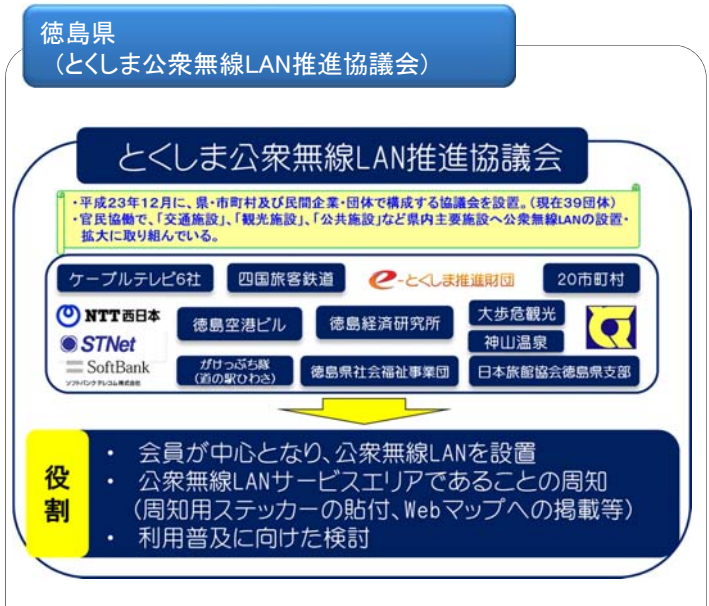 徳島県
（とくしま公衆無線LAN推進協議会）
とくしま公衆無線LAN推進協議会
・平成23年12月に、県・市町村及び民間企業・団体で構成する協議会を設置。（現在39団体）
・官民協働で、「交通施設」、「観光施設」、「公共施設」など県内主要施設へ公衆無線LANの設置・
拡大に取り組んでいる。
ケーブルテレビ6社
四国旅客鉄道
e-とくしま推進財団
20市町村
NTT西日本
徳島空港ビル
徳島経済研究所
大歩危観光
神山温泉
STNet
SoftBank
ソフトバンク テレコム株式会社
がけっぷち隊
（道の駅ひわさ）
徳島県社会福祉事業団
日本旅館協会徳島県支部
役割
・ 会員が中心となり、公衆無線LANを設置
・ 公衆無線LANサービスエリアであることの周知
（周知用ステッカーの貼付、Webマップへの掲載等）
・ 利用普及に向けた検討